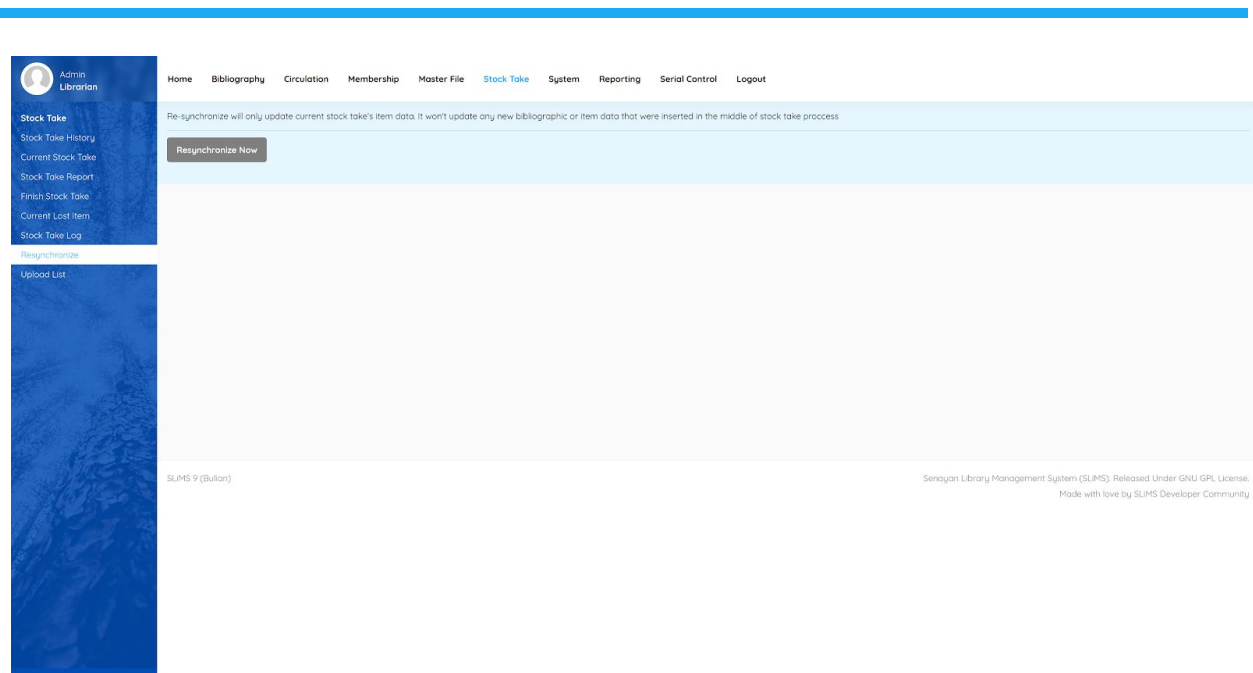 Admin
Librarian
Home Bibliography Circulation Membership Master File Stock Take System Reporting Serial Control Logout
Stock Take
Stock Take History
Current Stock Take
Stock Take Report
Finish Stock Take
Current Lost Item
Stock Take Log
Resynchronize
Upload List
Re-synchronize will only update current stock take's item data. It won't update any new bibliographic or item data that were inserted in the middle of stock take proccess
Resynchronize Now
SLiMS 9 (Bulian)
Senayan Library Management System (SLiMS). Released Under GNU GPL License.
Made with love by SLiMS Developer Community